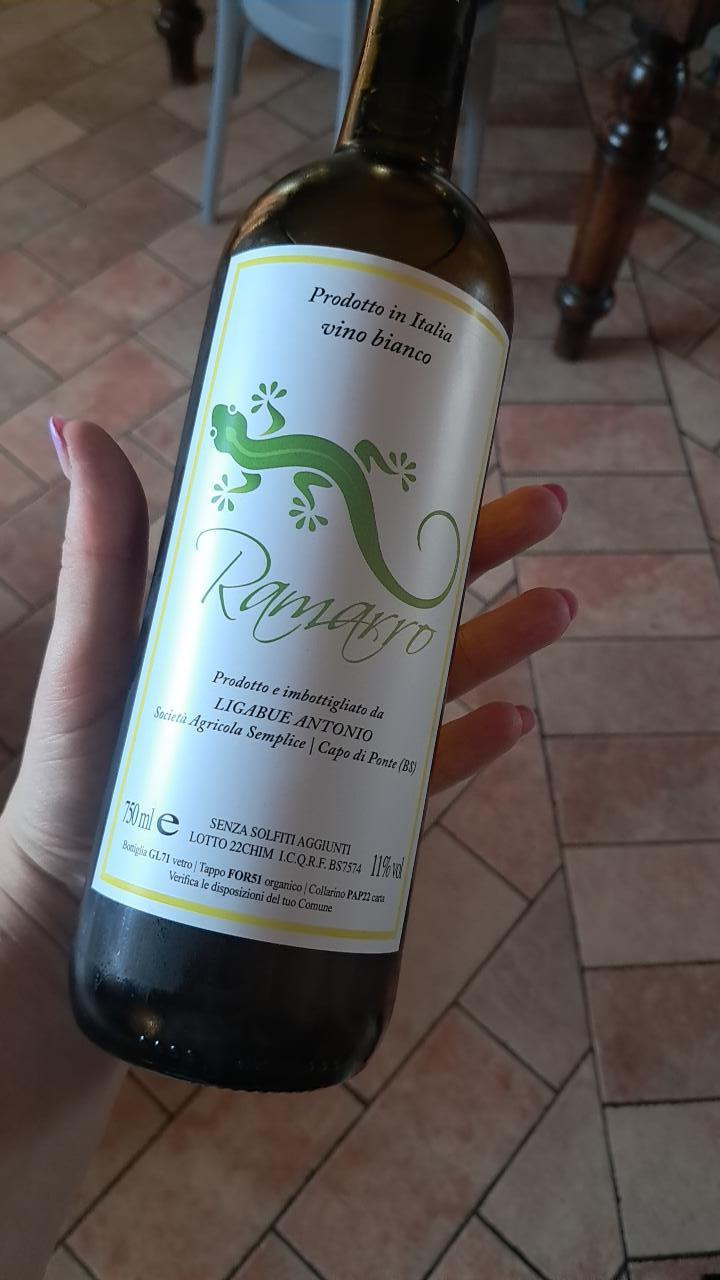 Prodotto in Italia
vino bianco
Ramarro
Prodotto e imbottigliato da
LIGABUE ANTONIO
Società Agricola Semplice | Capo di Ponte (BS)
750 ml e
SENZA SOLFITI AGGIUNTI
LOTTO 22CHIM I.C.Q.R.F. BS7574
11% vol
Bottiglia GL71 vetro | Tappo FOR51 organico | Collarino PAP22 carta
Verifica le disposizioni del tuo Comune